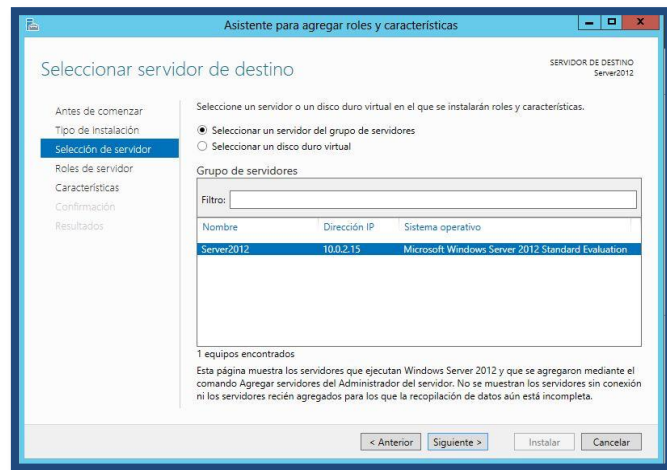 Asistente para agregar roles y características
Seleccionar servidor de destino
SERVIDOR DE DESTINO
Server2012
Antes de comenzar
Tipo de instalación
Selección de servidor
Roles de servidor
Características
Confirmación
Resultados
Seleccione un servidor o un disco duro virtual en el que se instalarán roles y características.
Seleccionar un servidor del grupo de servidores
Seleccionar un disco duro virtual
Grupo de servidores
Filtro:
Nombre Dirección IP Sistema operativo
Server2012 10.0.2.15 Microsoft Windows Server 2012 Standard Evaluation
1 equipos encontrados
Esta página muestra los servidores que ejecutan Windows Server 2012 y que se agregaron mediante el
comando Agregar servidores del Administrador del servidor. No se muestran los servidores sin conexión
ni los servidores recién agregados para los que la recopilación de datos aún está incompleta.
< Anterior Siguiente > Instalar Cancelar